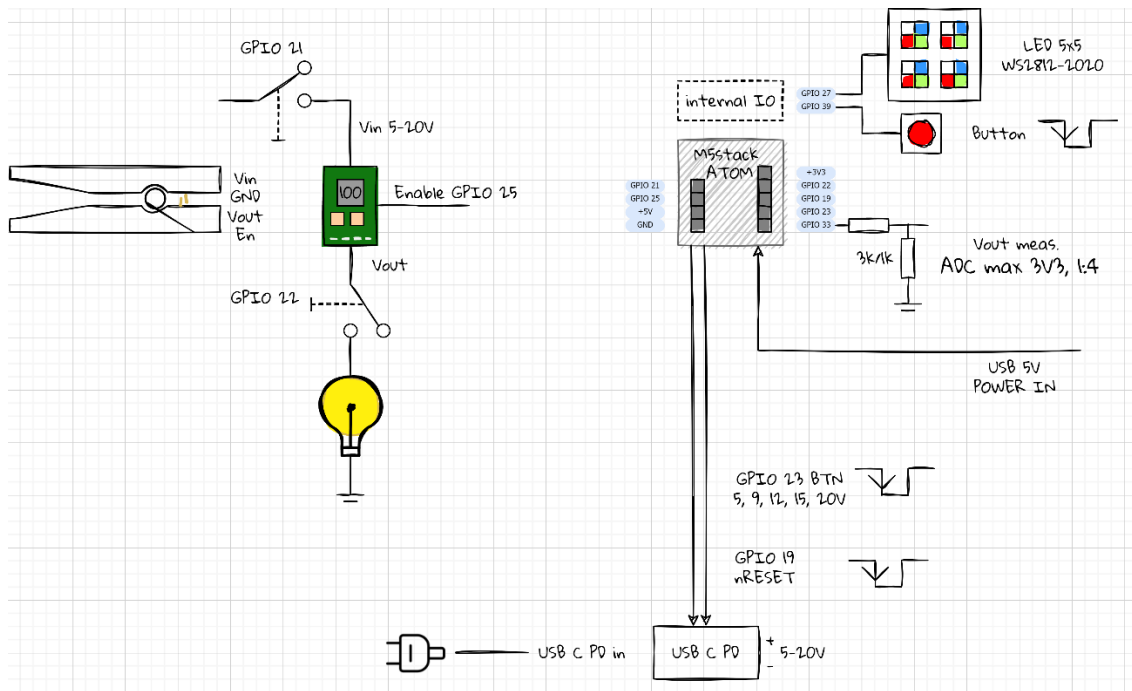 GPIO 21
Vin 5-20V
Vin
GND
Vout
En
100
Enable GPIO 25
Vout
GPIO 22
LED 5x5
WS2812-2020
internal IO
GPIO 27
GPIO 39
Button
M5stack
ATOM
GPIO 21
GPIO 25
+5V
GND
+3V3
GPIO 22
GPIO 19
GPIO 23
GPIO 33
3k/1k
Vout meas.
ADC max 3V3, 1:4
USB 5V
POWER IN
GPIO 23 BTN
5, 9, 12, 15, 20V
GPIO 19
nRESET
USB C PD in
USB C PD
+
5-20V
-